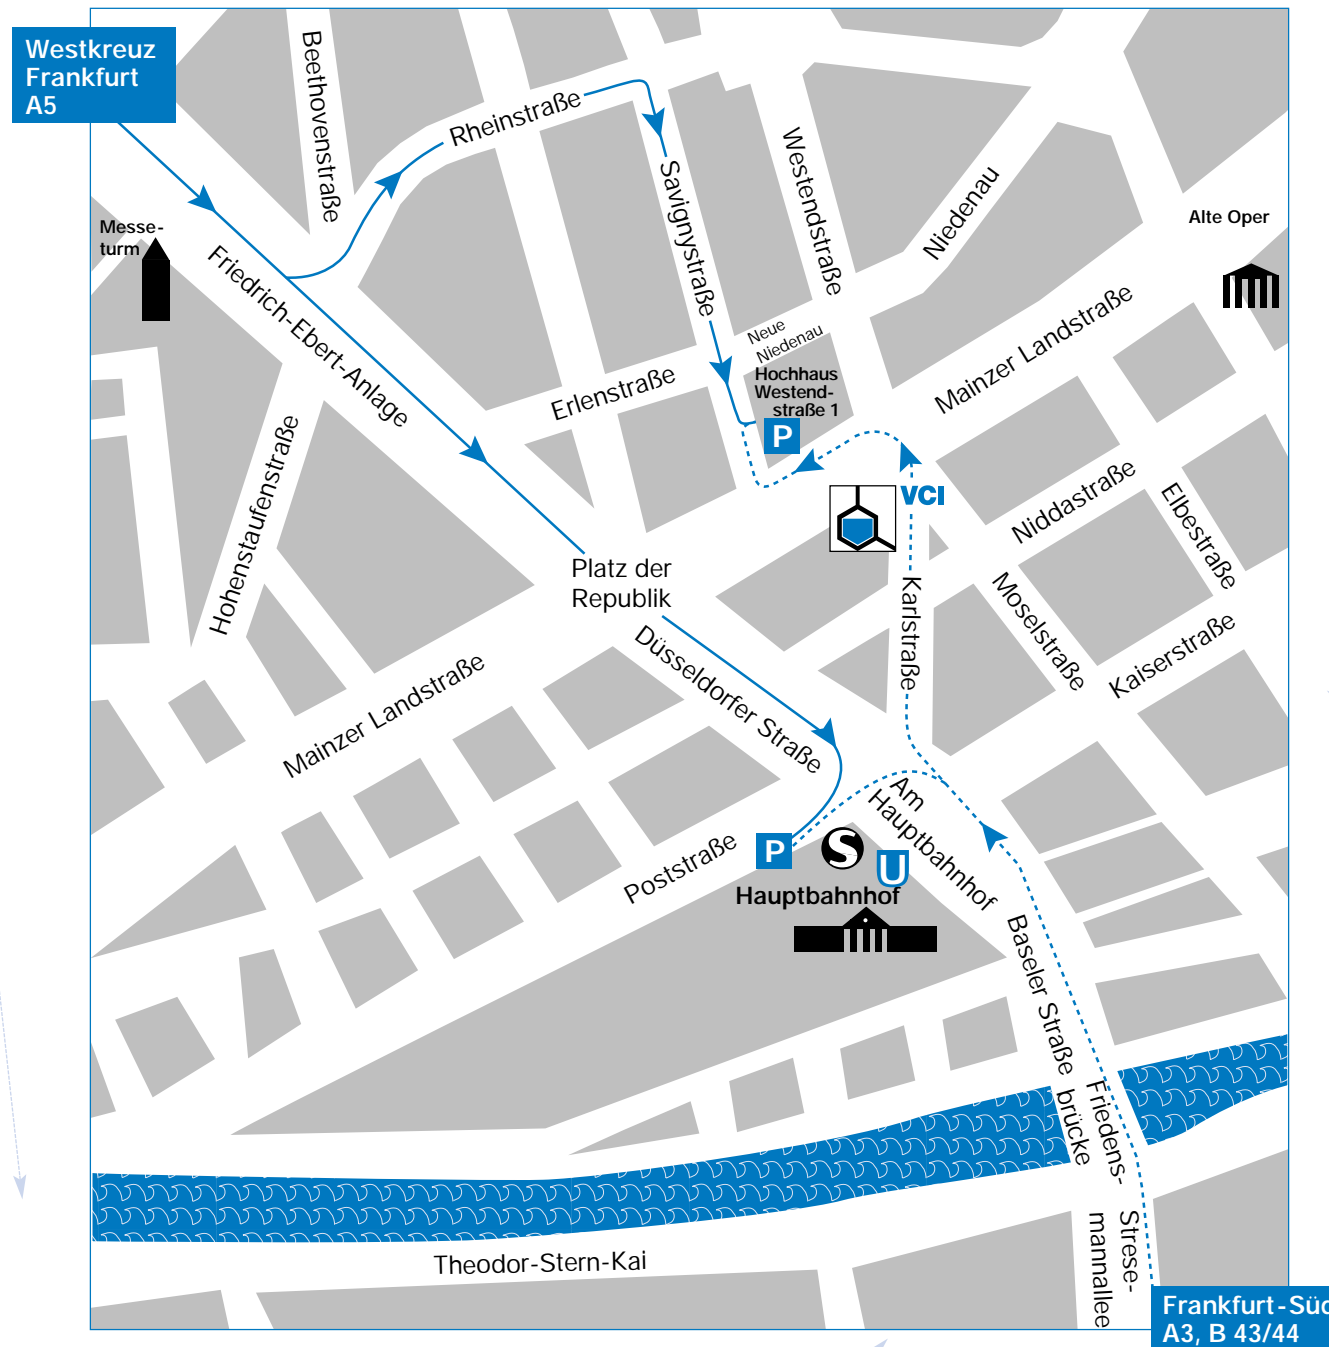 Westkreuz
Frankfurt
A5
Beethovenstraße
Rheinstraße
Savignystraße
Westendstraße
Niedenau
Alte Oper
Messe-
turm
Friedrich-Ebert-Anlage
Neue
Niedenau
Hochhaus
Westend-
straße 1
P
Erlenstraße
Mainzer Landstraße
Hohenstaufenstraße
VCI
Niddastraße
Elbestraße
Platz der
Republik
Karlstraße
Moselstraße
Kaiserstraße
Düsseldorfer Straße
Mainzer Landstraße
Am
Hauptbahnhof
Poststraße
P
S
U
Hauptbahnhof
Baseler Straße
Friedens-
brücke
Strese-
mannallee
Theodor-Stern-Kai
Frankfurt-Süd
A3, B 43/44